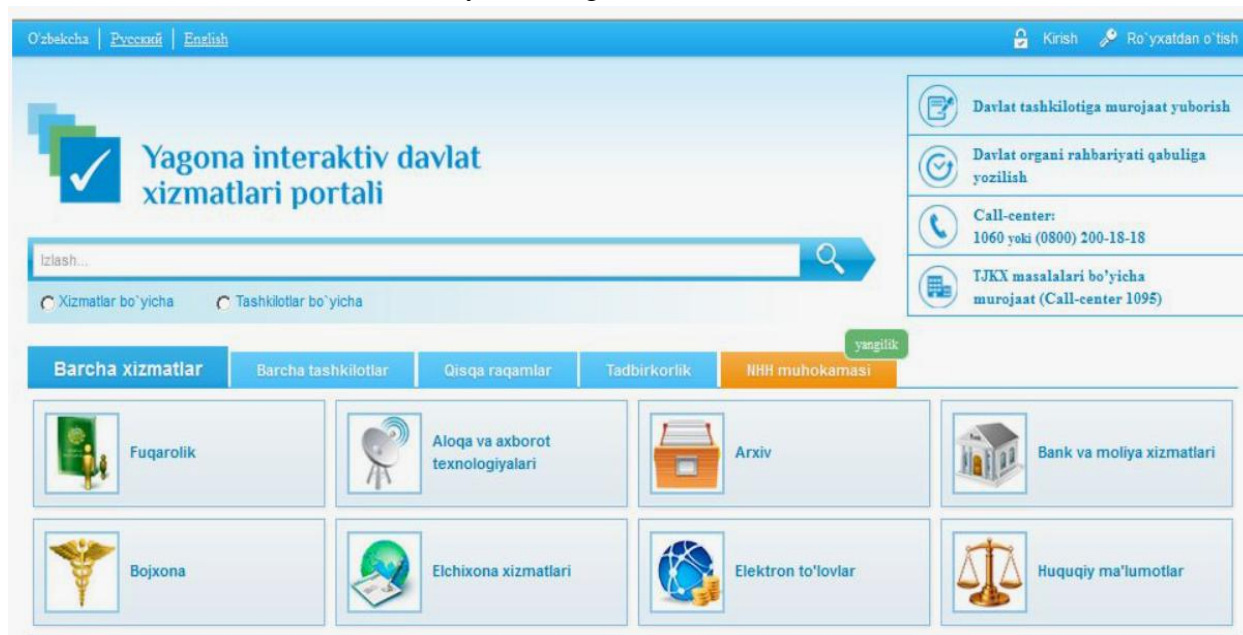 O'zbekcha | Русский | English
Kirish
Ro`yxatdan o`tish
Yagona interaktiv davlat
xizmatlari portali
Davlat tashkilotiga murojaat yuborish
Davlat organi rahbariyati qabuliga
yozilish
Call-center:
1060 yoki (0800) 200-18-18
TJKX masalalari bo'yicha
murojaat (Call-center 1095)
Izlash...
Xizmatlar bo`yicha
Tashkilotlar bo`yicha
yangilik
Barcha xizmatlar
Barcha tashkilotlar
Qisqa raqamlar
Tadbirkorlik
NHH muhokamasi
Fuqarolik
Aloqa va axborot
texnologiyalari
Arxiv
Bank va moliya xizmatlari
Bojxona
Elchixona xizmatlari
Elektron to'lovlar
Huquqiy ma'lumotlar